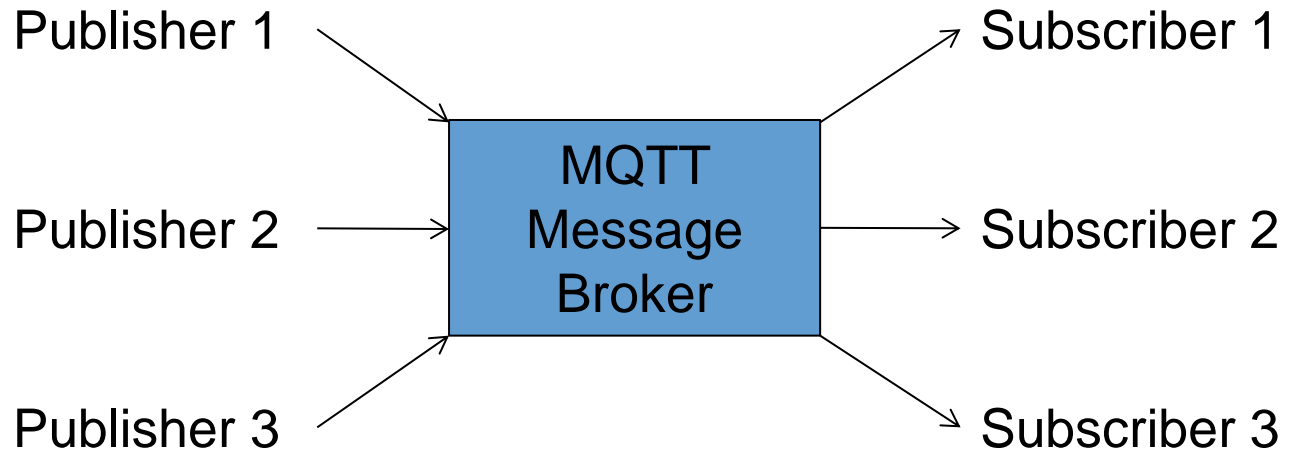 Publisher 1
Subscriber 1
MQTT
Message
Broker
Publisher 2
Subscriber 2
Publisher 3
Subscriber 3